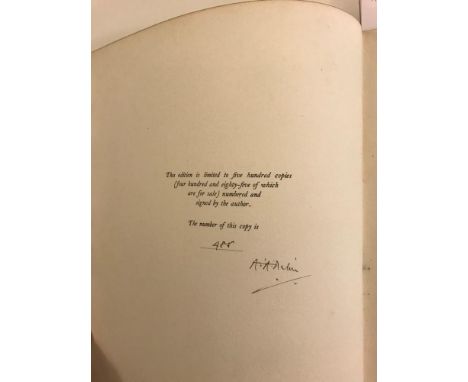 This edition is limited to five hundred copies
(four hundred and eighty-five of which
are for sale) numbered and
signed by the author.
The number of this copy is
A.A. Milne